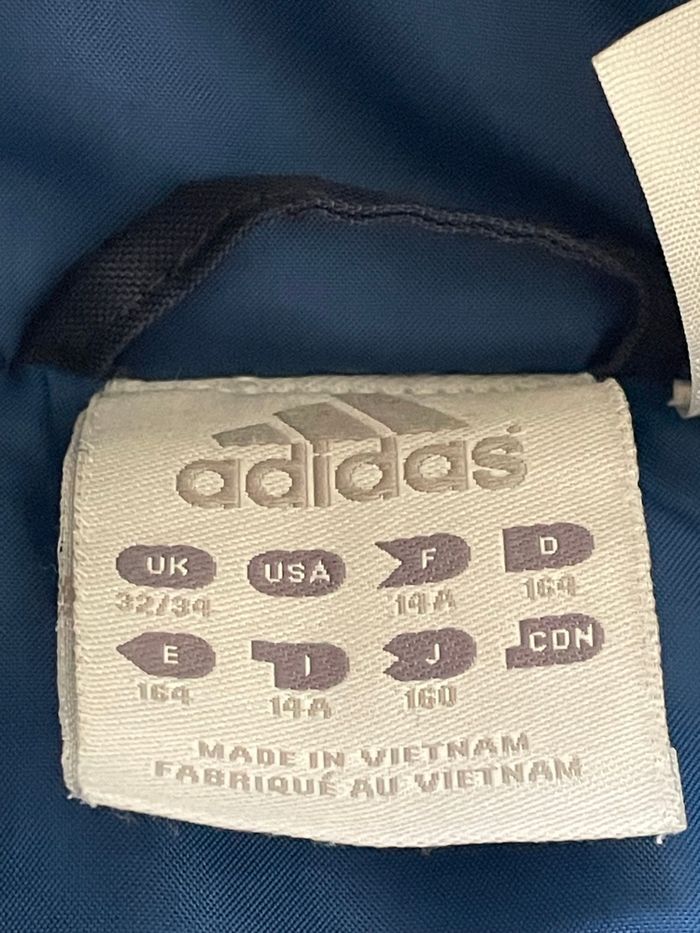 adidas
UK USA F D
32/34 14A 164
E I J CDN
164 14A 160
MADE IN VIETNAM
FABRIQUÉ AU VIETNAM